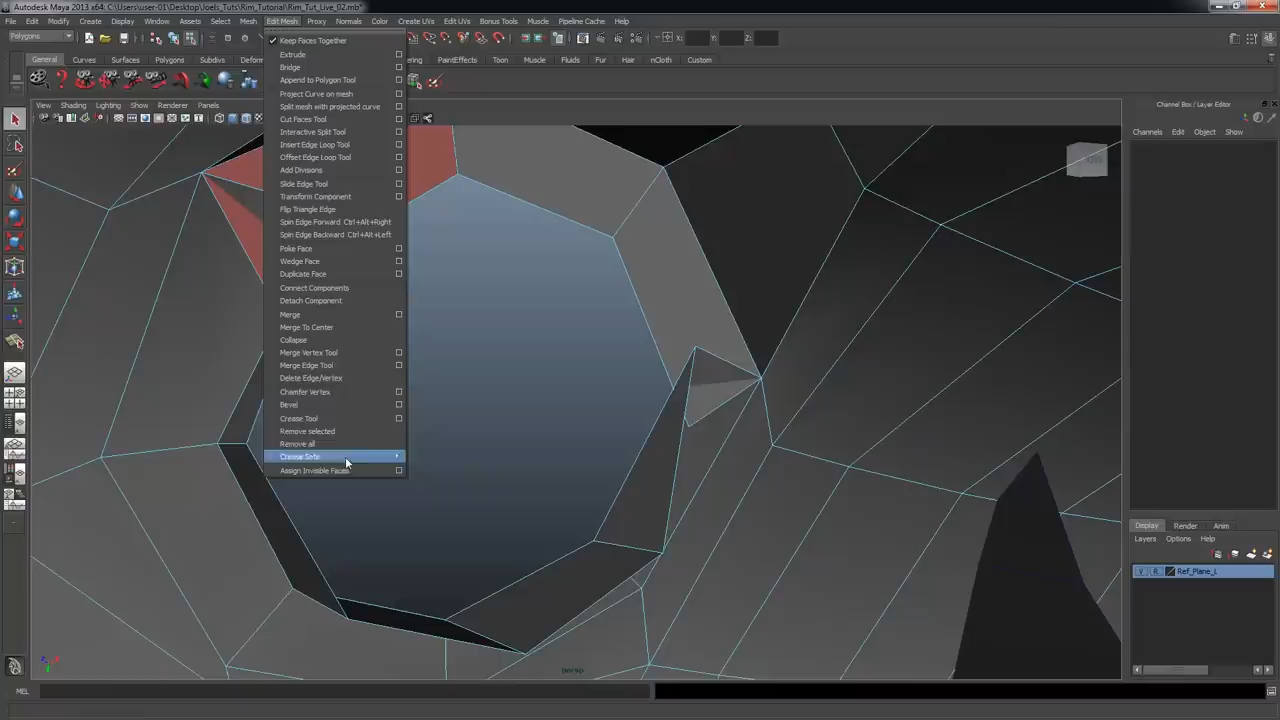 Autodesk Maya 2013 x64: C:\Users\user-01\Desktop\Joels_Tuts\Rim_Tutorial\Rim_Tut_Live_02.mb*
File Edit Modify Create Display Window Assets Select Mesh Edit Mesh Proxy Normals Color Create UVs Edit UVs Bonus Tools Muscle Pipeline Cache Help
Polygons
X: Y: Z:
General Curves Surfaces Polygons Subdivs Toon Muscle Fluids Fur Hair nCloth Custom
PaintEffects
View Shading Lighting Show Renderer Panels
Keep Faces Together
Extrude
Bridge
Append to Polygon Tool
Project Curve on mesh
Split mesh with projected curve
Cut Faces Tool
Interactive Split Tool
Insert Edge Loop Tool
Offset Edge Loop Tool
Add Divisions
Slide Edge Tool
Transform Component
Flip Triangle Edge
Spin Edge Forward Ctrl+Alt+Right
Spin Edge Backward Ctrl+Alt+Left
Poke Face
Wedge Face
Duplicate Face
Connect Components
Detach Component
Merge
Merge To Center
Collapse
Merge Vertex Tool
Merge Edge Tool
Delete Edge/Vertex
Chamfer Vertex
Bevel
Crease Tool
Remove selected
Remove all
Crease Sets
Assign Invisible Faces
persp
Channel Box / Layer Editor
Channels Edit Object Show
Display Render Anim
Layers Options Help
V R Ref_Plane_L
MEL